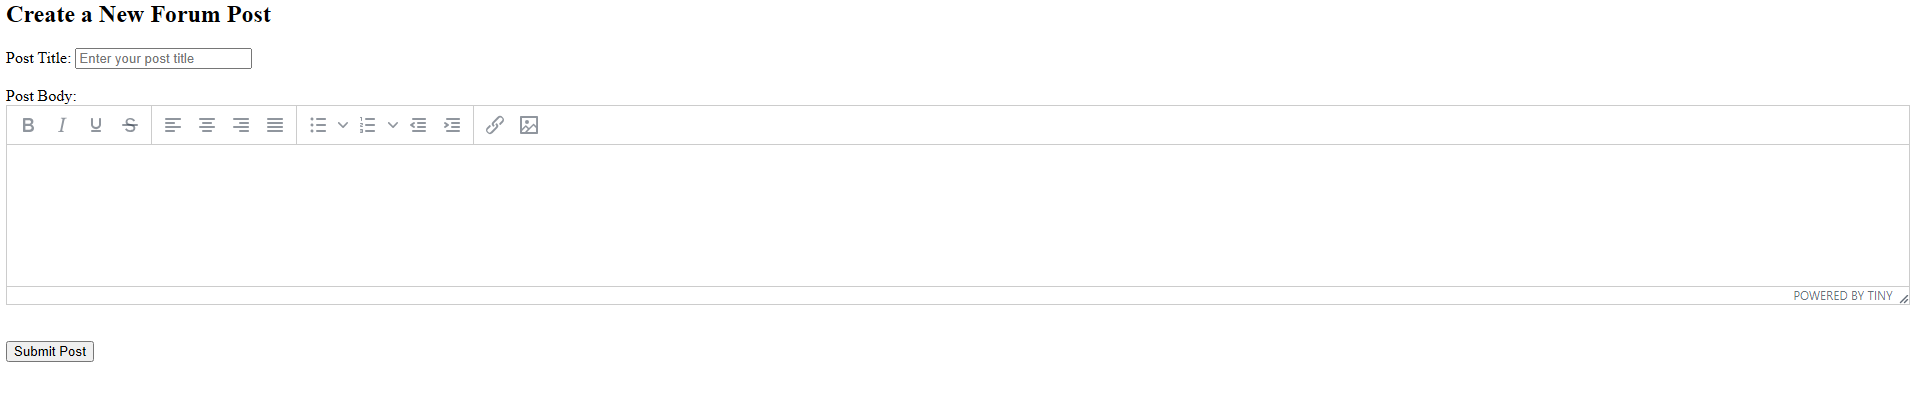 Create a New Forum Post
Post Title: Enter your post title
Post Body:
B I U S
POWERED BY TINY
Submit Post